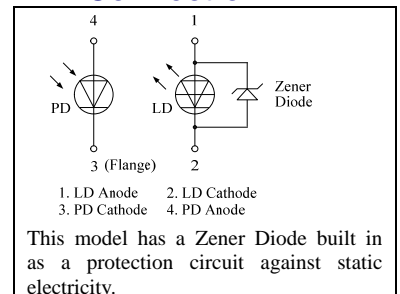 4 1
PD LD Zener
Diode
3 (Flange) 2
1. LD Anode 2. LD Cathode
3. PD Cathode 4. PD Anode
This model has a Zener Diode built in
as a protection circuit against static
electricity.